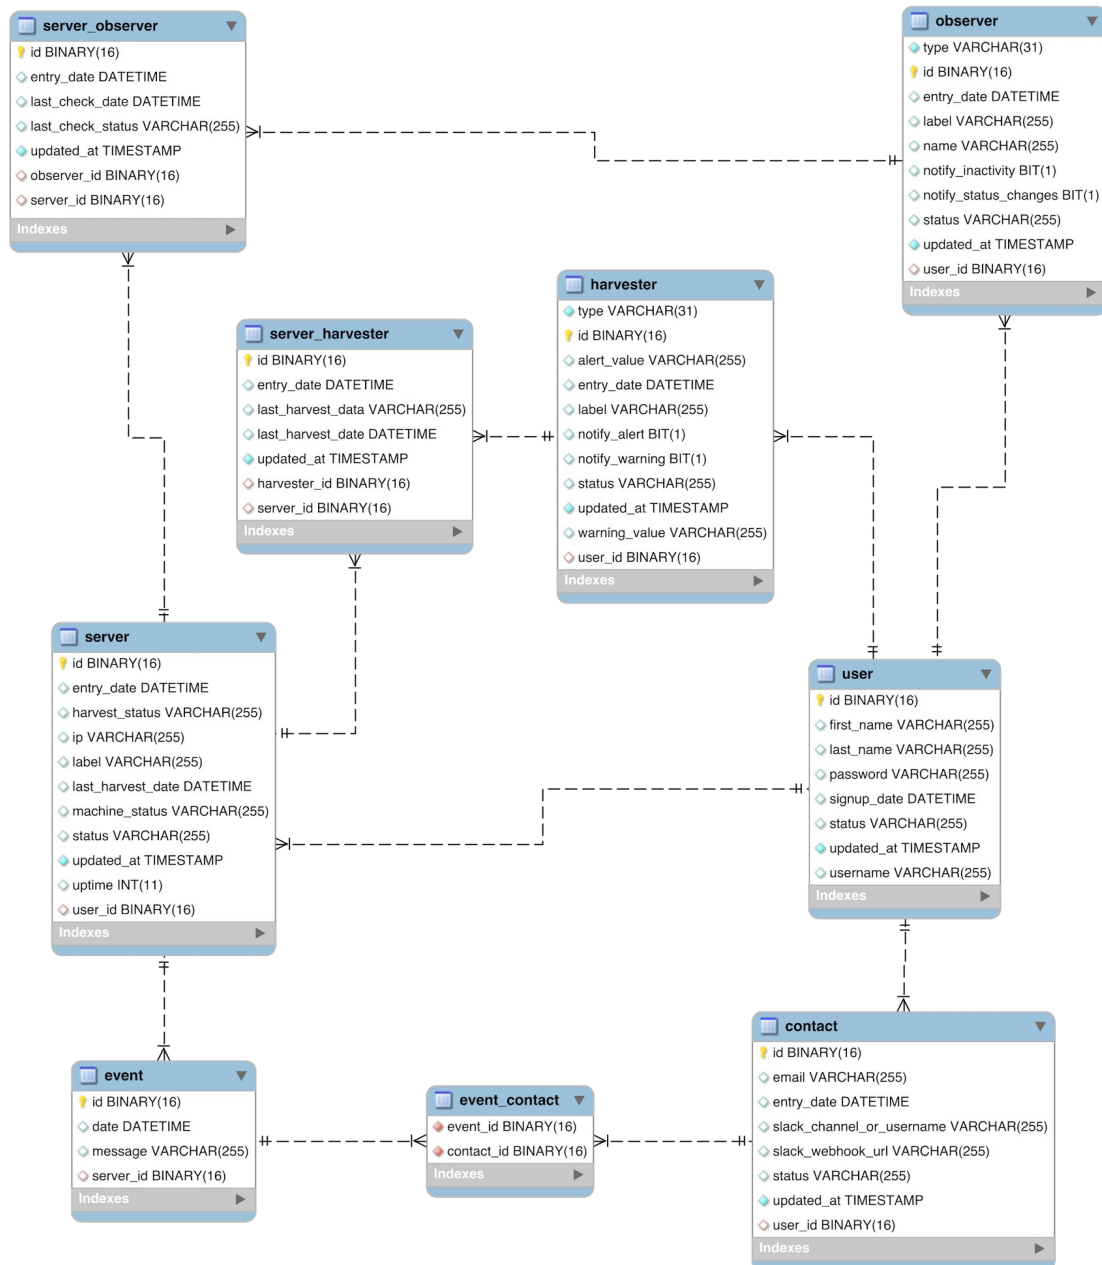 server_observer
id BINARY(16)
entry_date DATETIME
last_check_date DATETIME
last_check_status VARCHAR(255)
updated_at TIMESTAMP
observer_id BINARY(16)
server_id BINARY(16)
Indexes
observer
type VARCHAR(31)
id BINARY(16)
entry_date DATETIME
label VARCHAR(255)
name VARCHAR(255)
notify_inactivity BIT(1)
notify_status_changes BIT(1)
status VARCHAR(255)
updated_at TIMESTAMP
user_id BINARY(16)
Indexes
harvester
type VARCHAR(31)
id BINARY(16)
alert_value VARCHAR(255)
entry_date DATETIME
label VARCHAR(255)
notify_alert BIT(1)
notify_warning BIT(1)
status VARCHAR(255)
updated_at TIMESTAMP
warning_value VARCHAR(255)
user_id BINARY(16)
Indexes
server_harvester
id BINARY(16)
entry_date DATETIME
last_harvest_data VARCHAR(255)
last_harvest_date DATETIME
updated_at TIMESTAMP
harvester_id BINARY(16)
server_id BINARY(16)
Indexes
server
id BINARY(16)
entry_date DATETIME
harvest_status VARCHAR(255)
ip VARCHAR(255)
label VARCHAR(255)
last_harvest_date DATETIME
machine_status VARCHAR(255)
status VARCHAR(255)
updated_at TIMESTAMP
uptime INT(11)
user_id BINARY(16)
Indexes
user
id BINARY(16)
first_name VARCHAR(255)
last_name VARCHAR(255)
password VARCHAR(255)
signup_date DATETIME
status VARCHAR(255)
updated_at TIMESTAMP
username VARCHAR(255)
Indexes
event
id BINARY(16)
date DATETIME
message VARCHAR(255)
server_id BINARY(16)
Indexes
event_contact
event_id BINARY(16)
contact_id BINARY(16)
Indexes
contact
id BINARY(16)
email VARCHAR(255)
entry_date DATETIME
slack_channel_or_username VARCHAR(255)
slack_webhook_url VARCHAR(255)
status VARCHAR(255)
updated_at TIMESTAMP
user_id BINARY(16)
Indexes